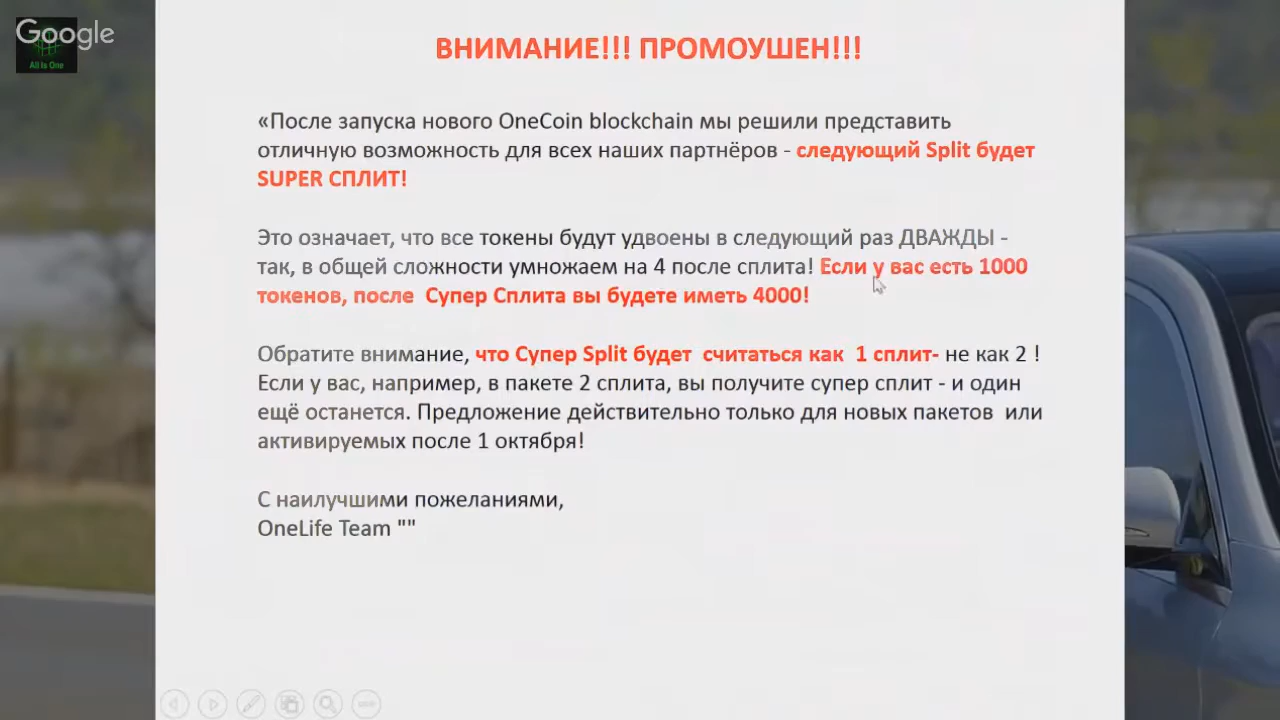 Google
All Is One
ВНИМАНИЕ!!! ПРОМОУШЕН!!!
«После запуска нового OneCoin blockchain мы решили представить
отличную возможность для всех наших партнёров - следующий Split будет
SUPER СПЛИТ!
Это означает, что все токены будут удвоены в следующий раз ДВАЖДЫ -
так, в общей сложности умножаем на 4 после сплита! Если у вас есть 1000
токенов, после Супер Сплита вы будете иметь 4000!
Обратите внимание, что Супер Split будет считаться как 1 сплит- не как 2 !
Если у вас, например, в пакете 2 сплита, вы получите супер сплит - и один
ещё останется. Предложение действительно только для новых пакетов или
активируемых после 1 октября!
С наилучшими пожеланиями,
OneLife Team ""